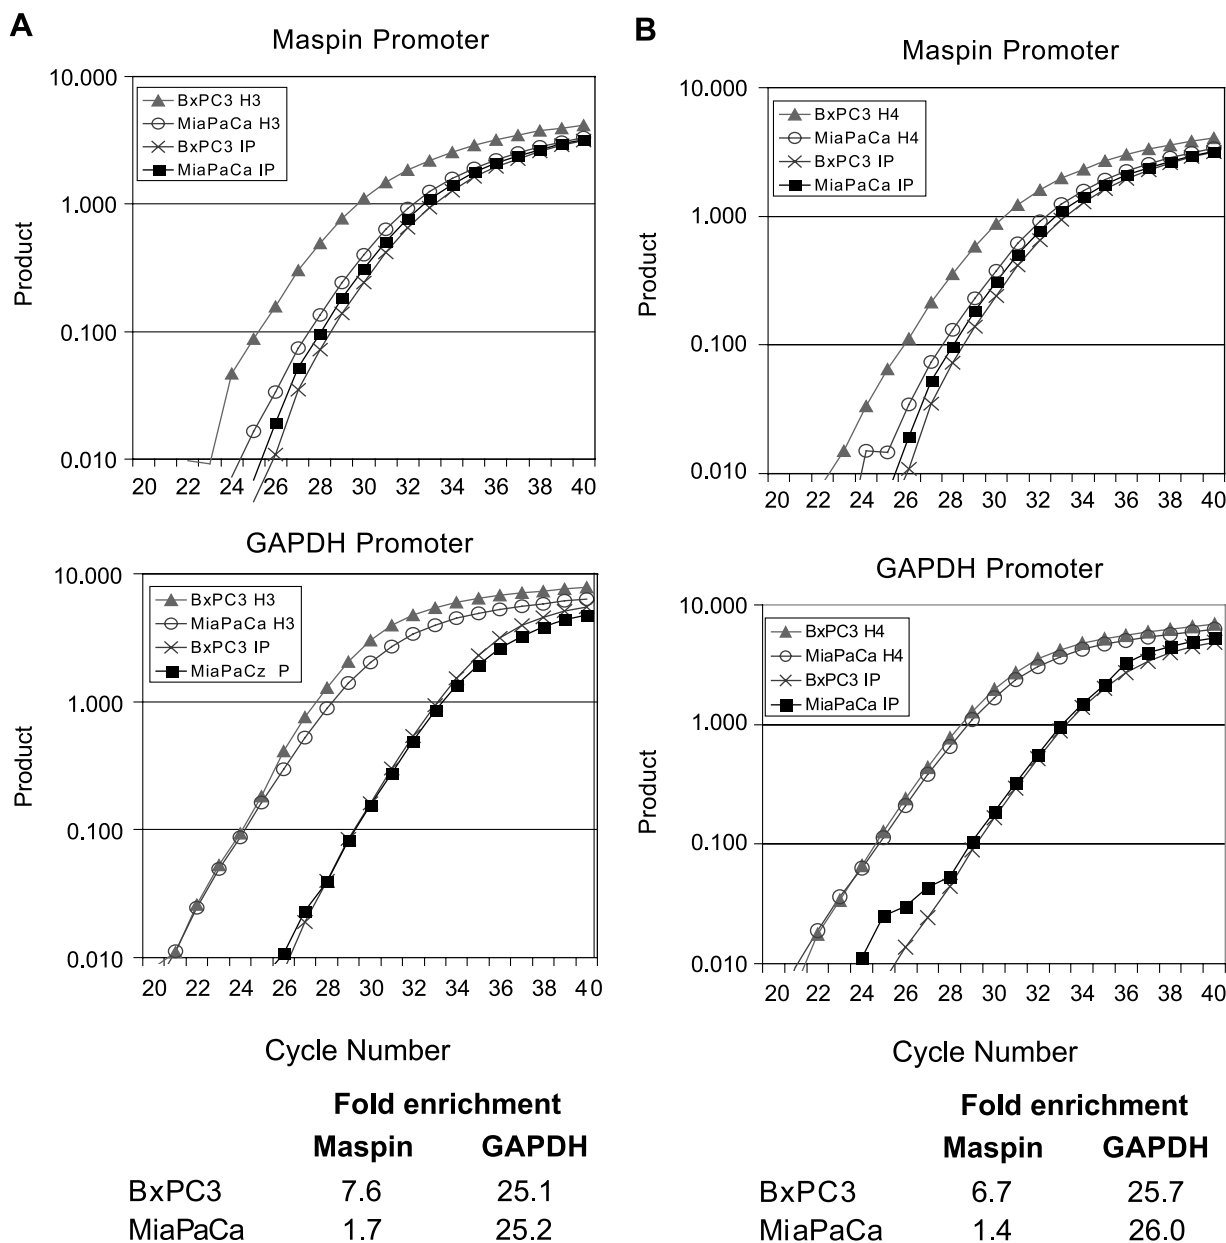 A
Maspin Promoter
10.000
1.000
0.100
0.010
Product
BxPC3 H3
MiaPaCa H3
BxPC3 IP
MiaPaCa IP
20 22 24 26 28 30 32 34 36 38 40
GAPDH Promoter
10.000
1.000
0.100
0.010
Product
BxPC3 H3
MiaPaCa H3
BxPC3 IP
MiaPaCz P
20 22 24 26 28 30 32 34 36 38 40
Cycle Number
Fold enrichment
Maspin GAPDH
BxPC3 7.6 25.1
MiaPaCa 1.7 25.2
B
Maspin Promoter
10.000
1.000
0.100
0.010
Product
BxPC3 H4
MiaPaCa H4
BxPC3 IP
MiaPaCa IP
20 22 24 26 28 30 32 34 36 38 40
GAPDH Promoter
10.000
1.000
0.100
0.010
Product
BxPC3 H4
MiaPaCa H4
BxPC3 IP
MiaPaCa IP
20 22 24 26 28 30 32 34 36 38 40
Cycle Number
Fold enrichment
Maspin GAPDH
BxPC3 6.7 25.7
MiaPaCa 1.4 26.0